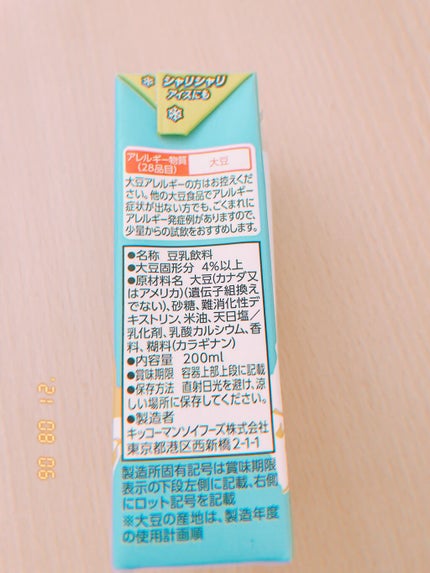 シャリシャリ
アイスにも
アレルギー物質
(28品目)
大豆
大豆アレルギーの方はお控えくだ
さい。他の大豆食品でアレルギー
症状が出ない方でも、ごくまれに
アレルギー発症例がありますので、
少量からの試飲をおすすめします。
●名称 豆乳飲料
●大豆固形分 4%以上
●原材料名 大豆(カナダ又
はアメリカ)(遺伝子組換え
でない)、砂糖、難消化性デ
キストリン、米油、天日塩/
乳化剤、乳酸カルシウム、香
料、糊料(カラギナン)
●内容量 200ml
●賞味期限 容器上部上段に記載
●保存方法 直射日光を避け、涼
しい場所に保存してください。
●製造者
キッコーマンソイフーズ株式会社
東京都港区西新橋2-1-1
製造所固有記号は賞味期限
表示の下段左側に記載、右側
にロット記号を記載
※大豆の産地は、製造年度
の使用計画順